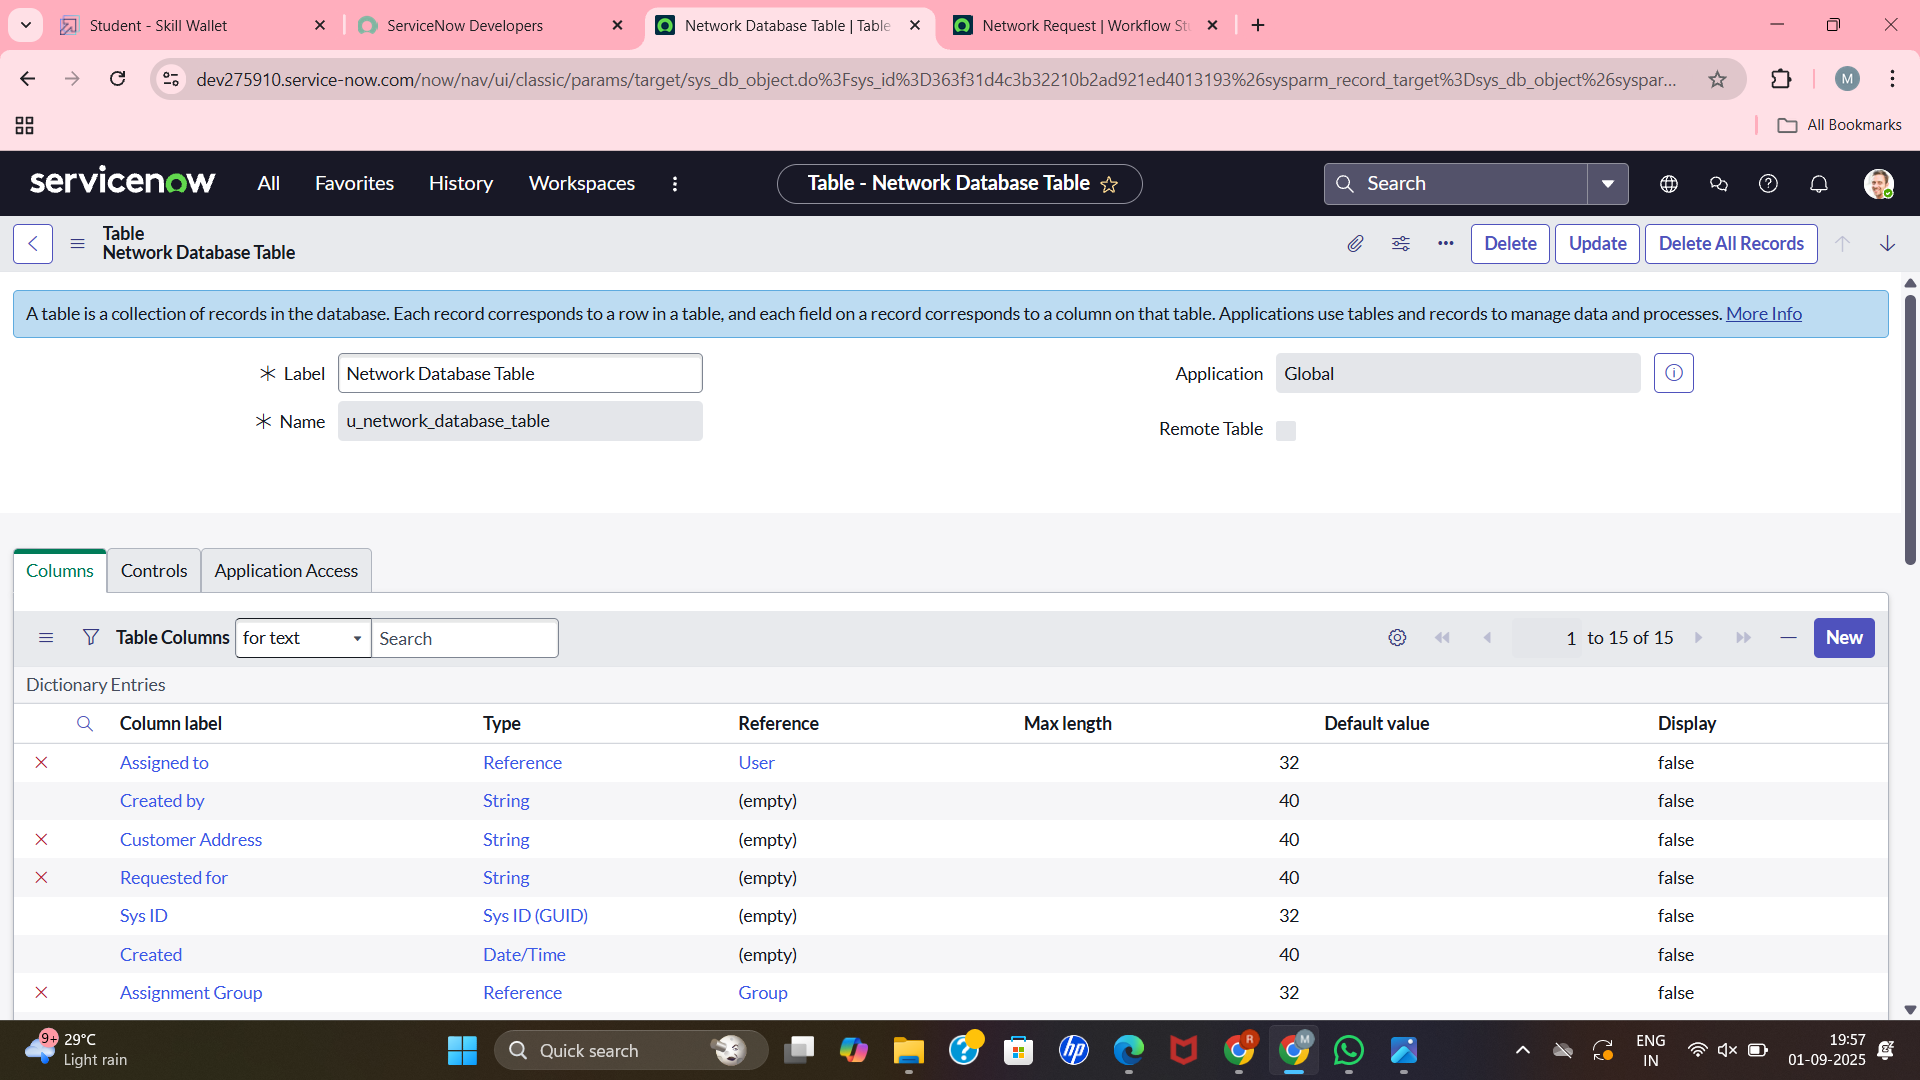 Student - Skill Wallet
ServiceNow Developers
Network Database Table | Table
Network Request | Workflow St
dev275910.service-now.com/now/nav/ui/classic/params/target/sys_db_object.do%3Fsys_id%3D363f31d4c3b32210b2ad921ed4013193%26sysparm_record_target%3Dsys_db_object%26syspar...
M
All Bookmarks
servicenow
All
Favorites
History
Workspaces
Table - Network Database Table
Search
Table
Network Database Table
Delete
Update
Delete All Records
A table is a collection of records in the database. Each record corresponds to a row in a table, and each field on a record corresponds to a column on that table. Applications use tables and records to manage data and processes. More Info
Label
Network Database Table
Application
Global
Name
u_network_database_table
Remote Table
Columns
Controls
Application Access
Table Columns
for text
Search
1 to 15 of 15
New
Dictionary Entries
Column label Type Reference Max length Default value Display
Assigned to Reference User 32 false
Created by String (empty) 40 false
Customer Address String (empty) 40 false
Requested for String (empty) 40 false
Sys ID Sys ID (GUID) (empty) 32 false
Created Date/Time (empty) 40 false
Assignment Group Reference Group 32 false
9+
29°C
Light rain
Quick search
hp
R
M
ENG
IN
19:57
01-09-2025